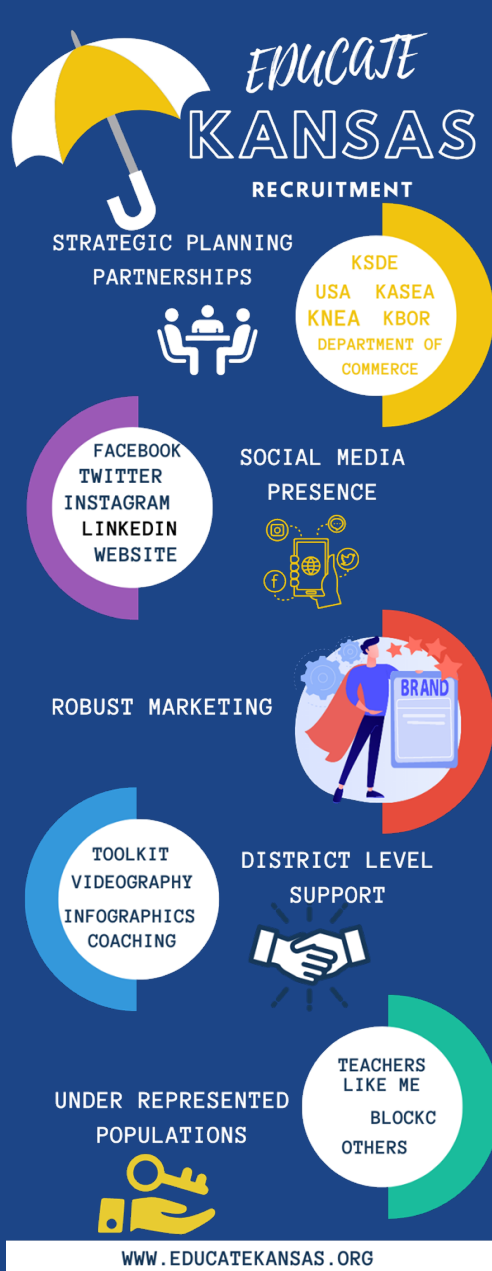 EDUCATE
KANSAS
RECRUITMENT
STRATEGIC PLANNING
PARTNERSHIPS
KSDE
USA KASEA
KNEA KBOR
DEPARTMENT OF
COMMERCE
FACEBOOK
TWITTER
INSTAGRAM
LINKEDIN
WEBSITE
SOCIAL MEDIA
PRESENCE
ROBUST MARKETING
BRAND
TOOLKIT
VIDEOGRAPHY
INFOGRAPHICS
COACHING
DISTRICT LEVEL
SUPPORT
TEACHERS
LIKE ME
BLOCKC
OTHERS
UNDER REPRESENTED
POPULATIONS
WWW.EDUCATEKANSAS.ORG